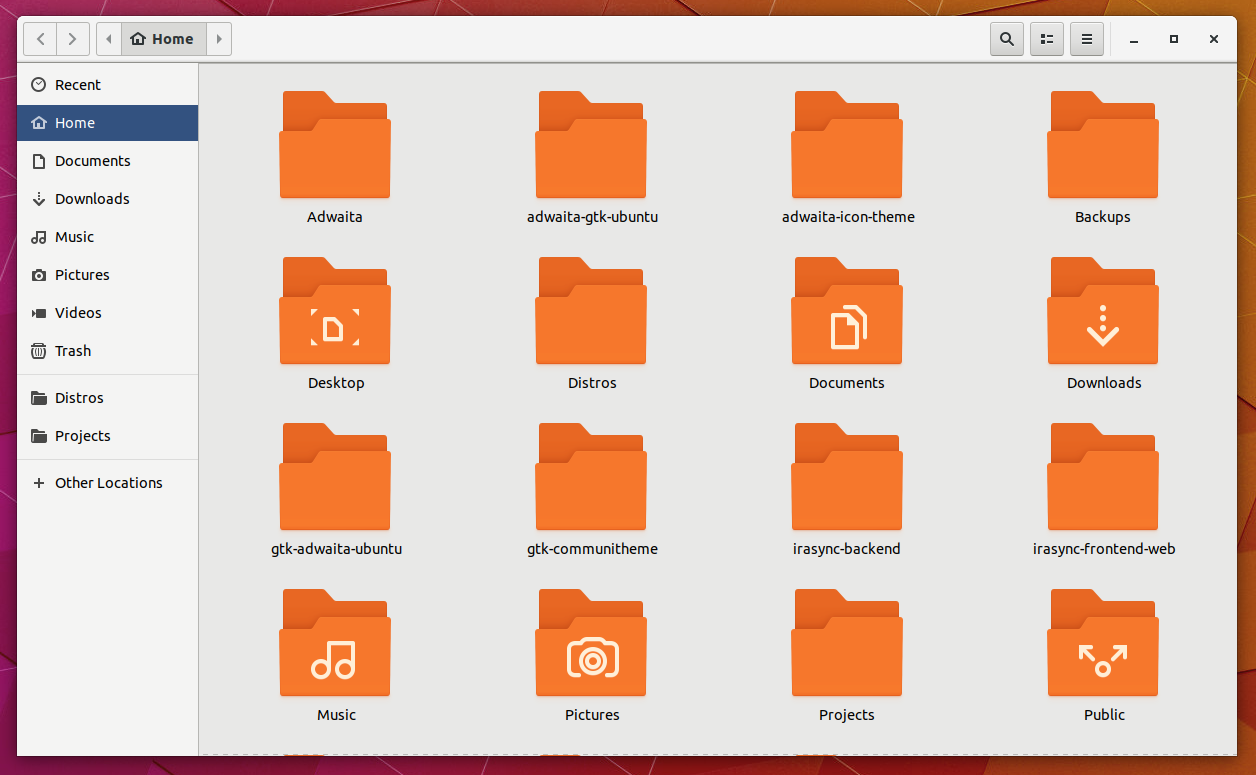 Home
Recent
Home
Documents
Downloads
Music
Pictures
Videos
Trash
Distros
Projects
Other Locations
Adwaita
adwaita-gtk-ubuntu
adwaita-icon-theme
Backups
Desktop
Distros
Documents
Downloads
gtk-adwaita-ubuntu
gtk-communitheme
irasync-backend
irasync-frontend-web
Music
Pictures
Projects
Public